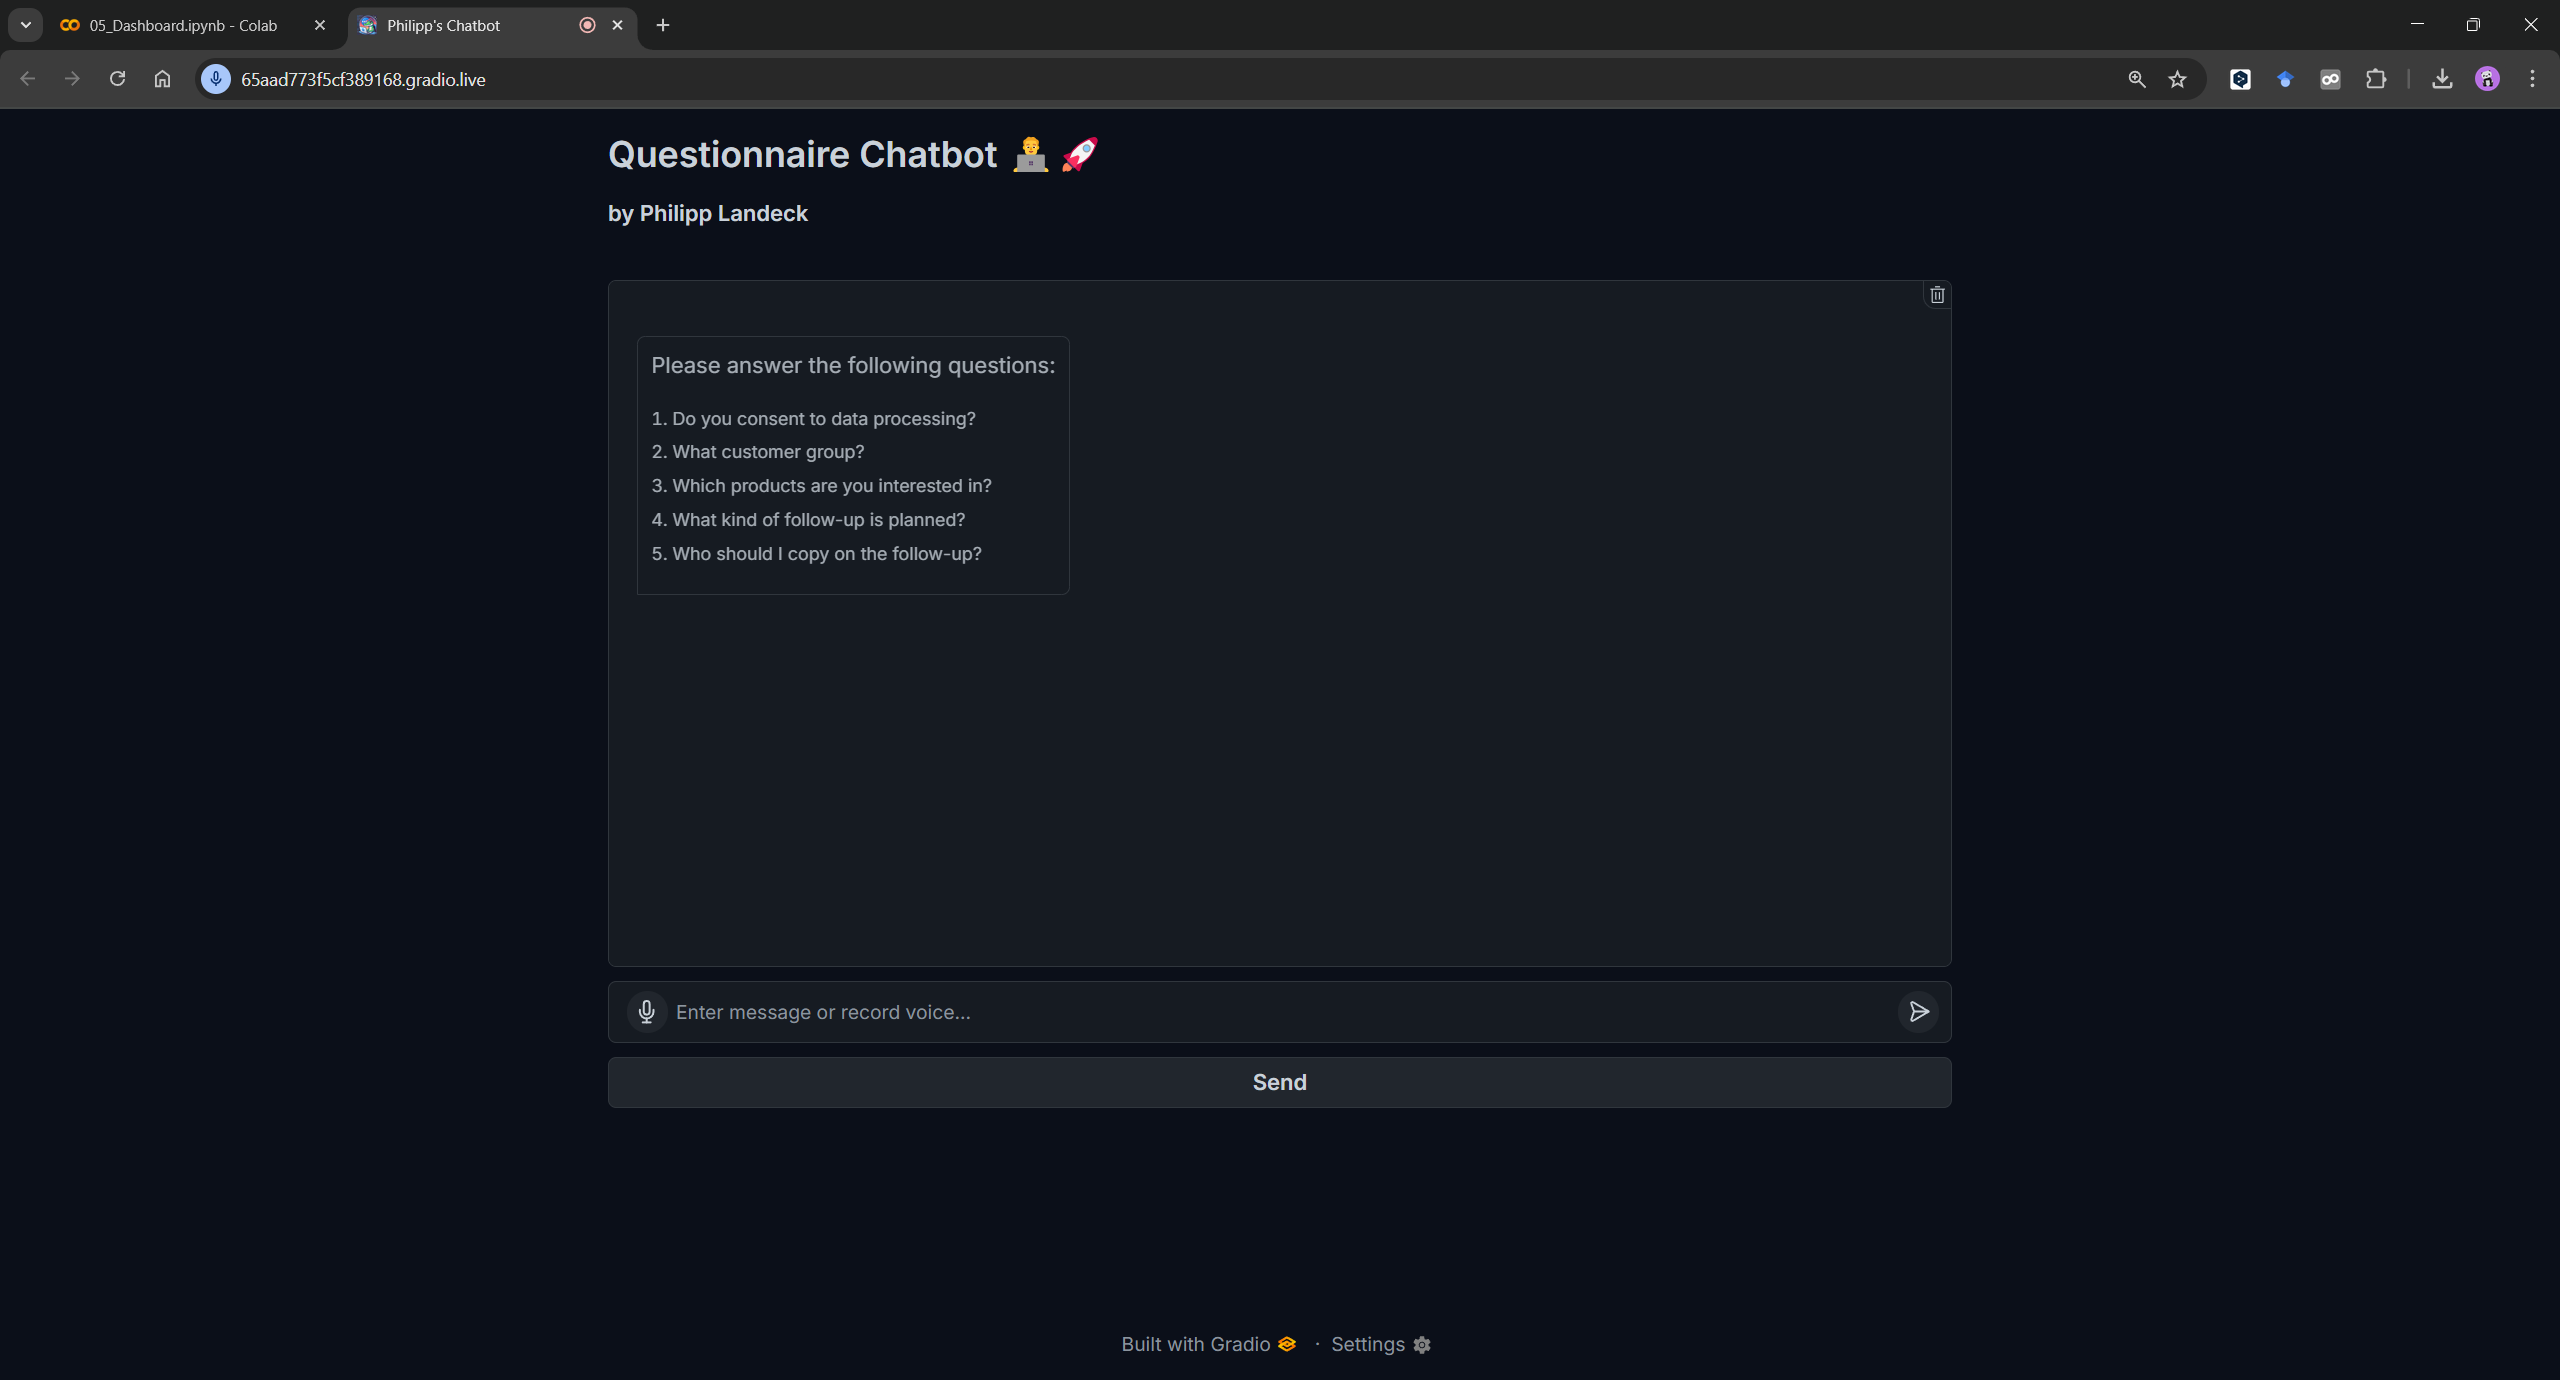 05_Dashboard.ipynb - Colab
Philipp's Chatbot
65aad773f5cf389168.gradio.live
Questionnaire Chatbot 👨‍💻 🚀
by Philipp Landeck
Please answer the following questions:
1. Do you consent to data processing?
2. What customer group?
3. Which products are you interested in?
4. What kind of follow-up is planned?
5. Who should I copy on the follow-up?
Enter message or record voice...
Send
Built with Gradio · Settings